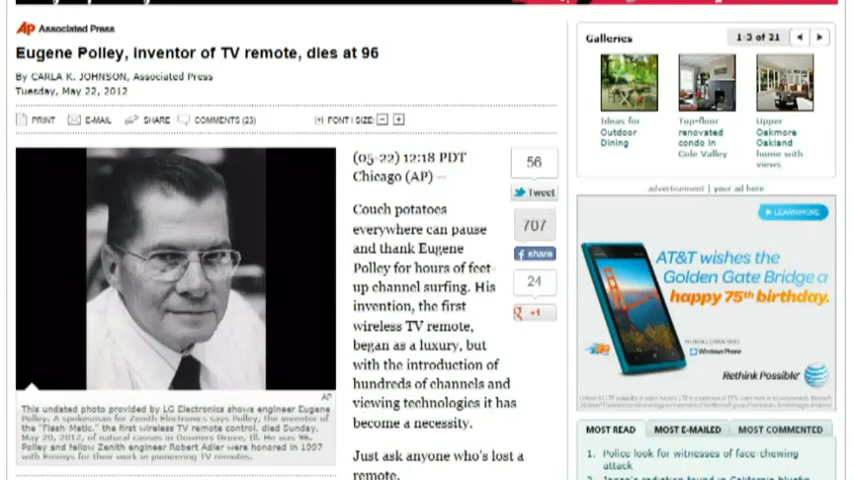 AP Associated Press
Eugene Polley, inventor of TV remote, dies at 96
By CARLA K. JOHNSON, Associated Press
Tuesday, May 22, 2012
PRINT E-MAIL SHARE COMMENTS (23) FONT | SIZE:
(05-22) 12:18 PDT
Chicago (AP) --
Couch potatoes
everywhere can pause
and thank Eugene
Polley for hours of feet-
up channel surfing. His
invention, the first
wireless TV remote,
began as a luxury, but
with the introduction of
hundreds of channels and
viewing technologies it has
become a necessity.
Just ask anyone who's lost a
remote.
56
Tweet
707
f share
24
+1
AP
This undated photo provided by LG Electronics shows engineer Eugene
Polley. A spokesman for Zenith Electronics says Polley, the inventor of
the "Flash Matic," the first wireless TV remote control, died Sunday,
May 20, 2012, of natural causes in Downers Grove, Ill. He was 96.
Polley and fellow Zenith engineer Robert Adler were honored in 1997
with Emmys for their work in pioneering TV remotes.
Galleries
1-3 of 21
Ideas for
Outdoor
Dining
Top-floor
renovated
condo in
Cole Valley
Upper
Oakmore
Oakland
home with
views
advertisement | your ad here
LEARN MORE
AT&T wishes the
Golden Gate Bridge a
happy 75th birthday.
Windows Phone
Rethink Possible
MOST READ MOST E-MAILED MOST COMMENTED
1. Police look for witnesses of face-chewing
attack
2. Japan's radiation found in California bluefin